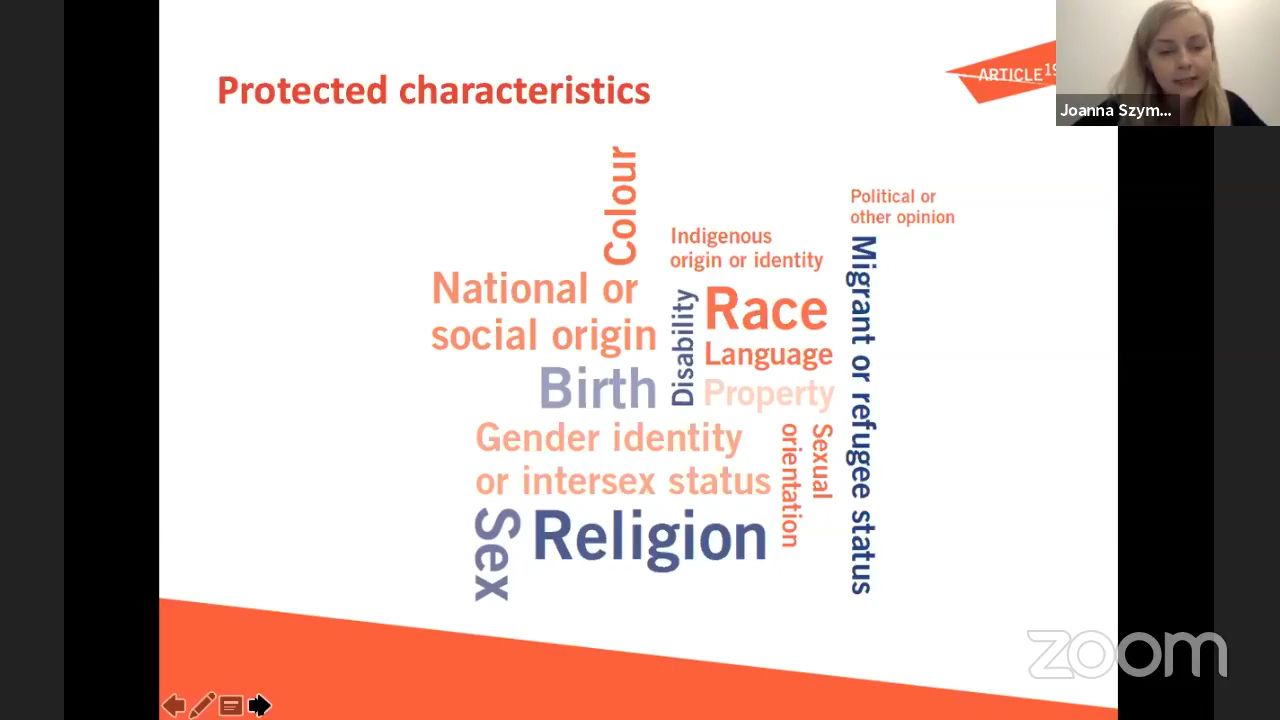 Protected characteristics
ARTICLE 19
Joanna Szym...
Colour
Political or
other opinion
Indigenous
origin or identity
National or
social origin
Disability
Race
Language
Migrant or refugee status
Birth
Property
Gender identity
or intersex status
Sexual
orientation
Sex
Religion
zoom